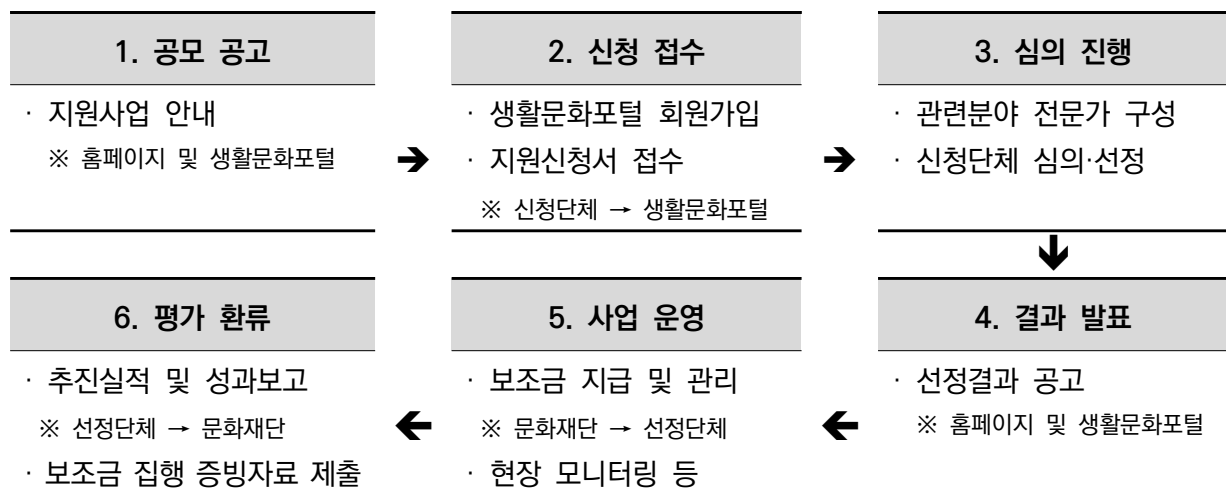 1. 공모 공고
· 지원사업 안내
※ 홈페이지 및 생활문화포털
➔
2. 신청 접수
· 생활문화포털 회원가입
· 지원신청서 접수
※ 신청단체 → 생활문화포털
➔
3. 심의 진행
· 관련분야 전문가 구성
· 신청단체 심의·선정
🡻
4. 결과 발표
· 선정결과 공고
※ 홈페이지 및 생활문화포털
🡸
5. 사업 운영
· 보조금 지급 및 관리
※ 문화재단 → 선정단체
· 현장 모니터링 등
🡸
6. 평가 환류
· 추진실적 및 성과보고
※ 선정단체 → 문화재단
· 보조금 집행 증빙자료 제출